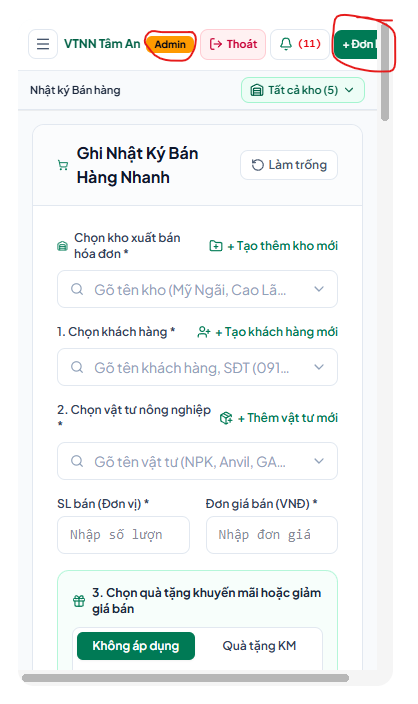 VTNN Tâm An Admin Thoát (11) + Đơn
Nhật ký Bán hàng Tất cả kho (5)
Ghi Nhật Ký Bán
Hàng Nhanh
Làm trống
Chọn kho xuất bán
hóa đơn *
+ Tạo thêm kho mới
Gõ tên kho (Mỹ Ngãi, Cao Lã...
1. Chọn khách hàng * + Tạo khách hàng mới
Gõ tên khách hàng, SĐT (091...
2. Chọn vật tư nông nghiệp
*
+ Thêm vật tư mới
Gõ tên vật tư (NPK, Anvil, GA...
SL bán (Đơn vị) * Đơn giá bán (VNĐ) *
Nhập số lượn Nhập đơn giá
3. Chọn quà tặng khuyến mãi hoặc giảm
giá bán
Không áp dụng Quà tặng KM